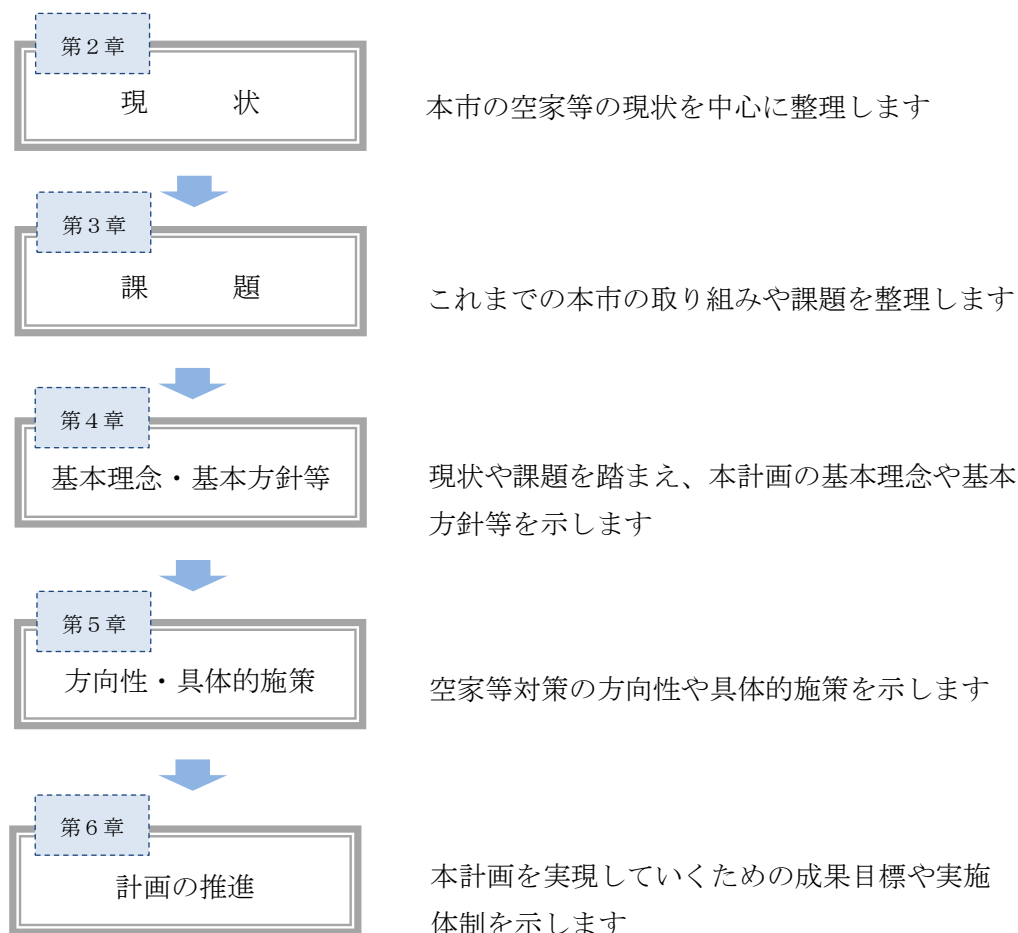 第２章
現　　　状
本市の空家等の現状を中心に整理します
第３章
課　　　題
これまでの本市の取り組みや課題を整理します
第４章
基本理念・基本方針等
現状や課題を踏まえ、本計画の基本理念や基本
方針等を示します
第５章
方向性・具体的施策
空家等対策の方向性や具体的施策を示します
第６章
計画の推進
本計画を実現していくための成果目標や実施
体制を示します